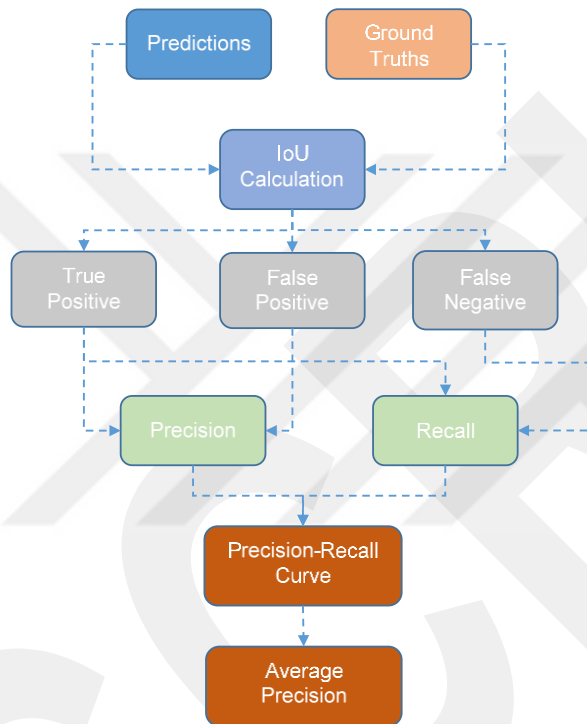 Predictions
Ground
Truths
IoU
Calculation
True
Positive
False
Positive
False
Negative
Precision
Recall
Precision-Recall
Curve
Average
Precision